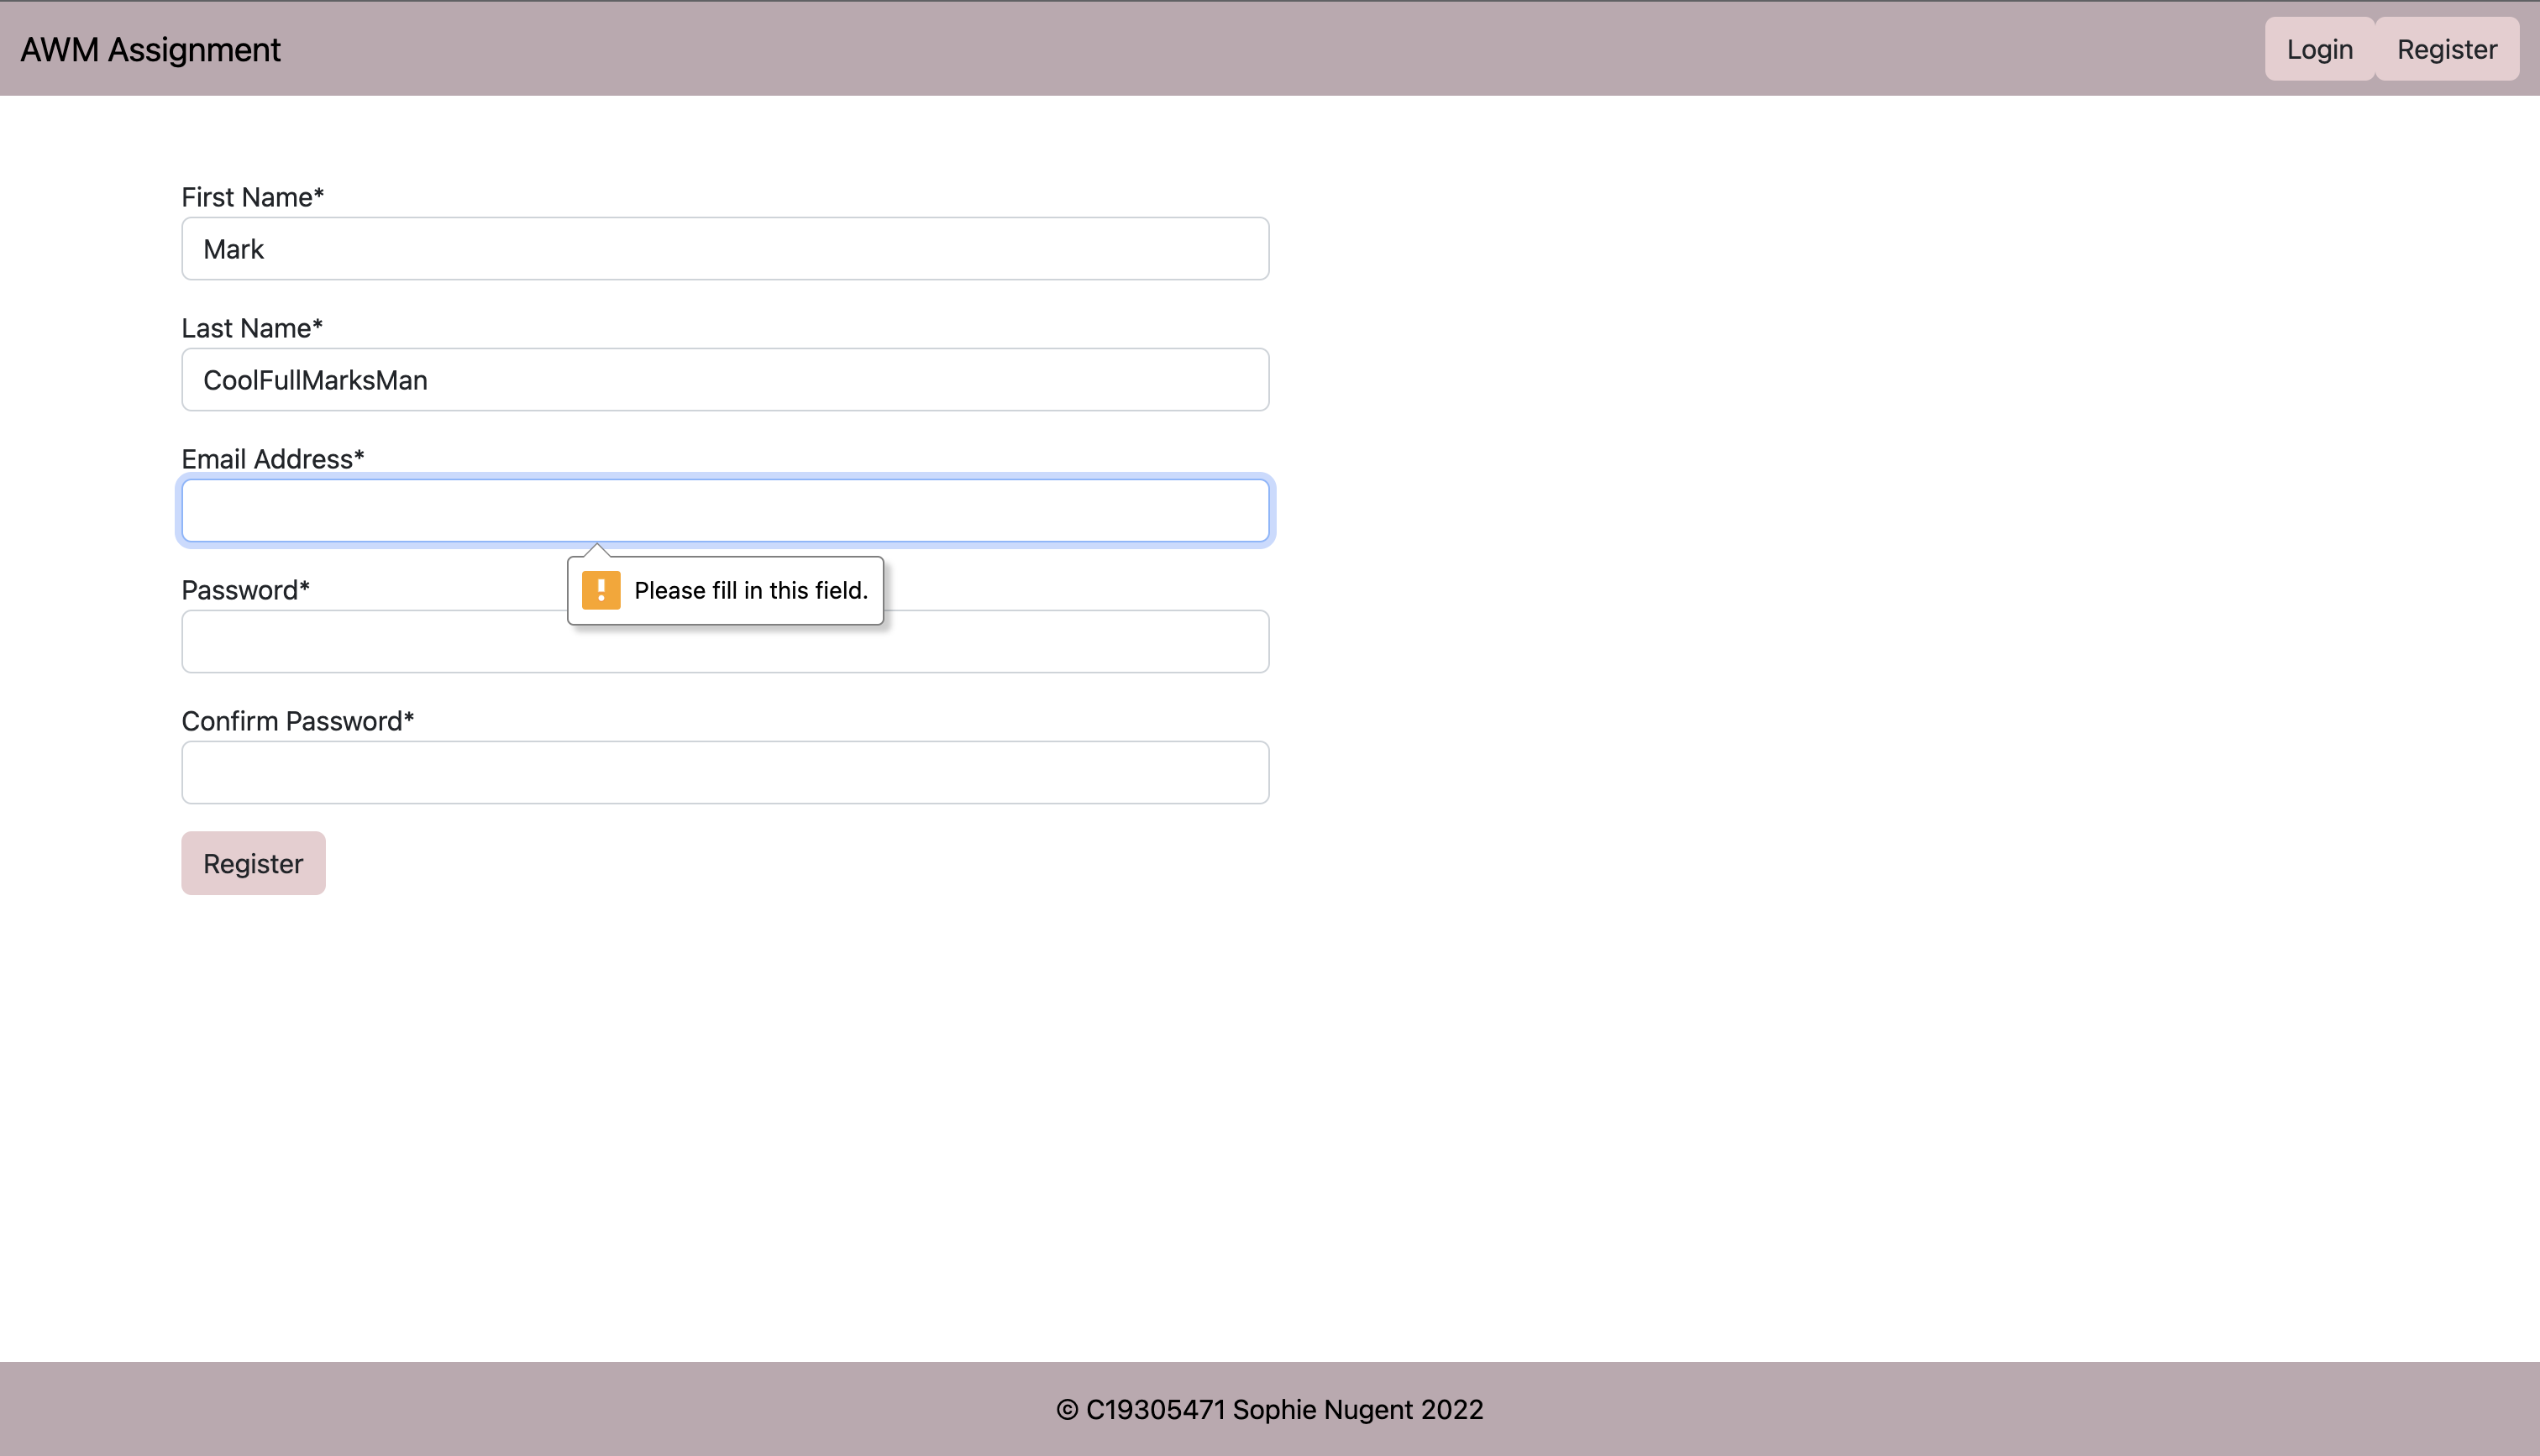 AWM Assignment
Login
Register
First Name*
Mark
Last Name*
CoolFullMarksMan
Email Address*
Please fill in this field.
Password*
Confirm Password*
Register
© C19305471 Sophie Nugent 2022